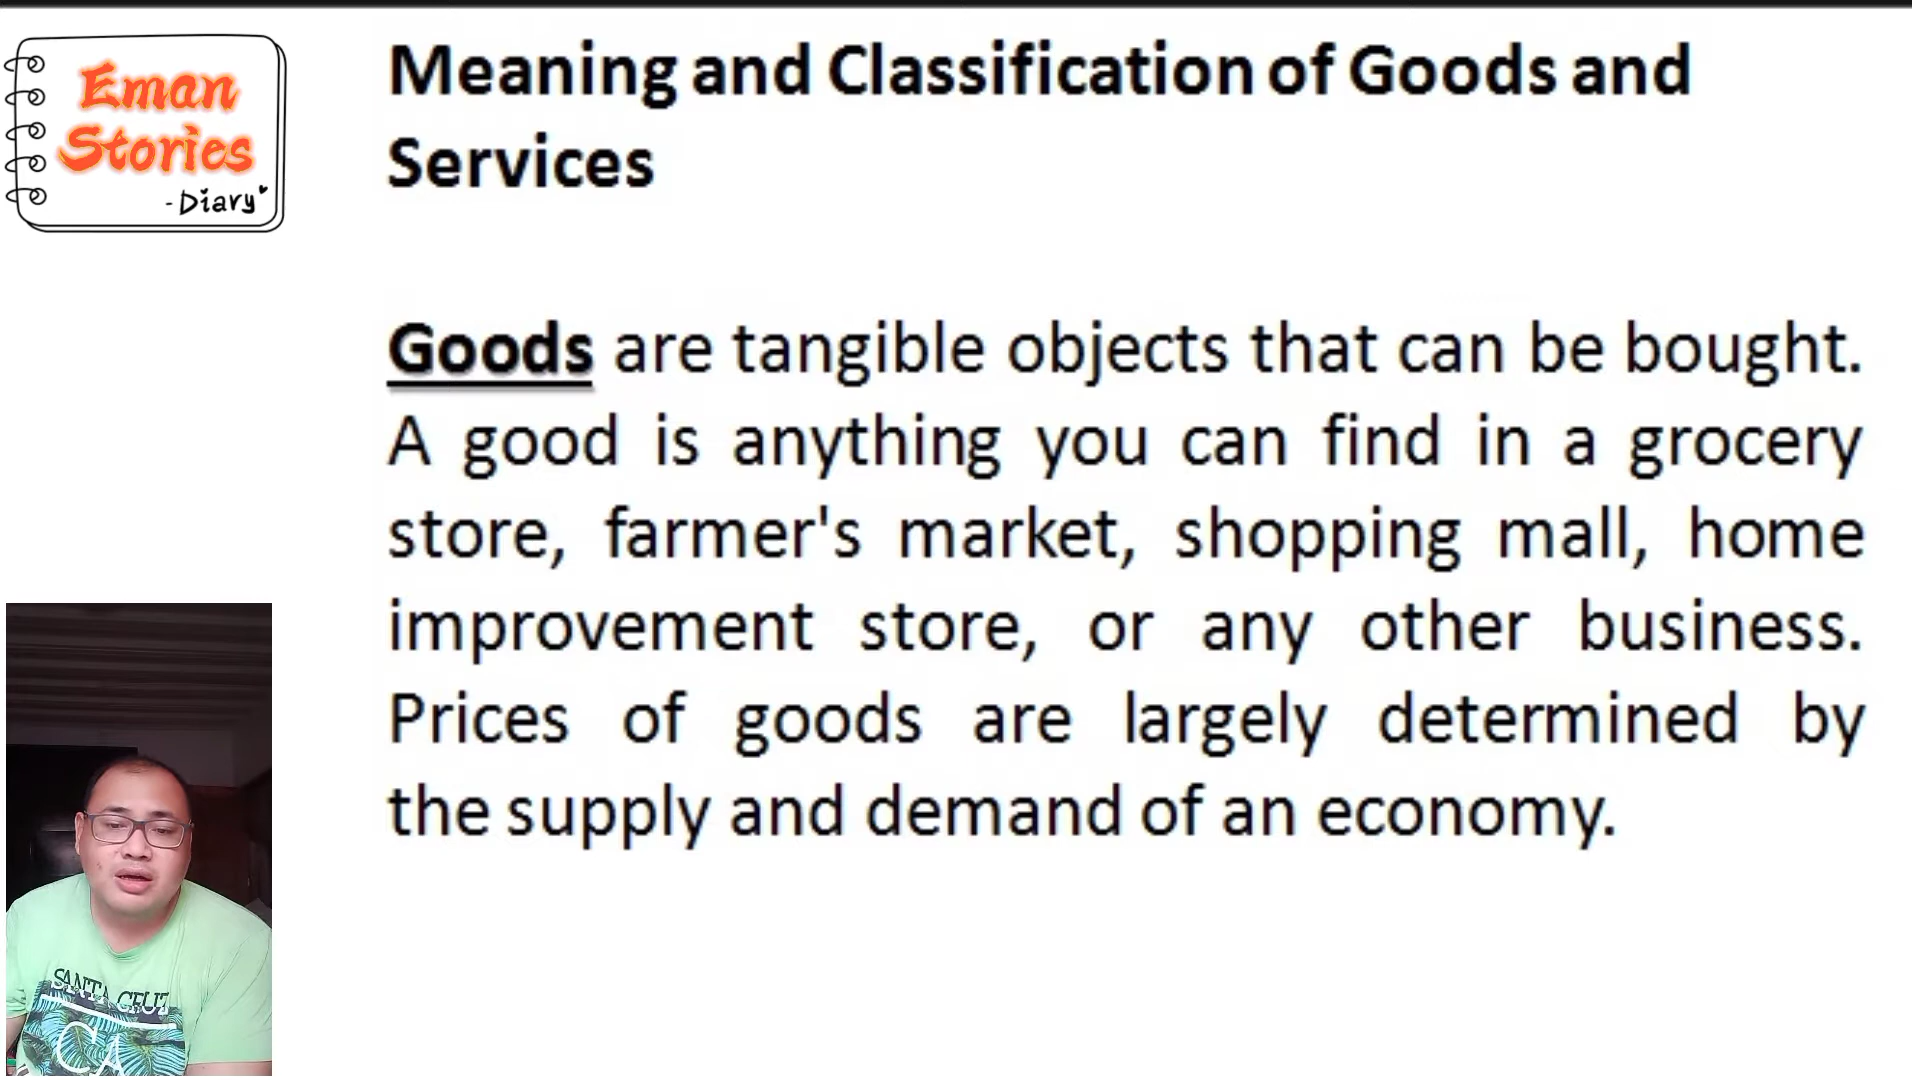 Eman
Stories
-Diary
Meaning and Classification of Goods and
Services
Goods are tangible objects that can be bought.
A good is anything you can find in a grocery
store, farmer's market, shopping mall, home
improvement store, or any other business.
Prices of goods are largely determined by
the supply and demand of an economy.
SANTA CRUZ
CA